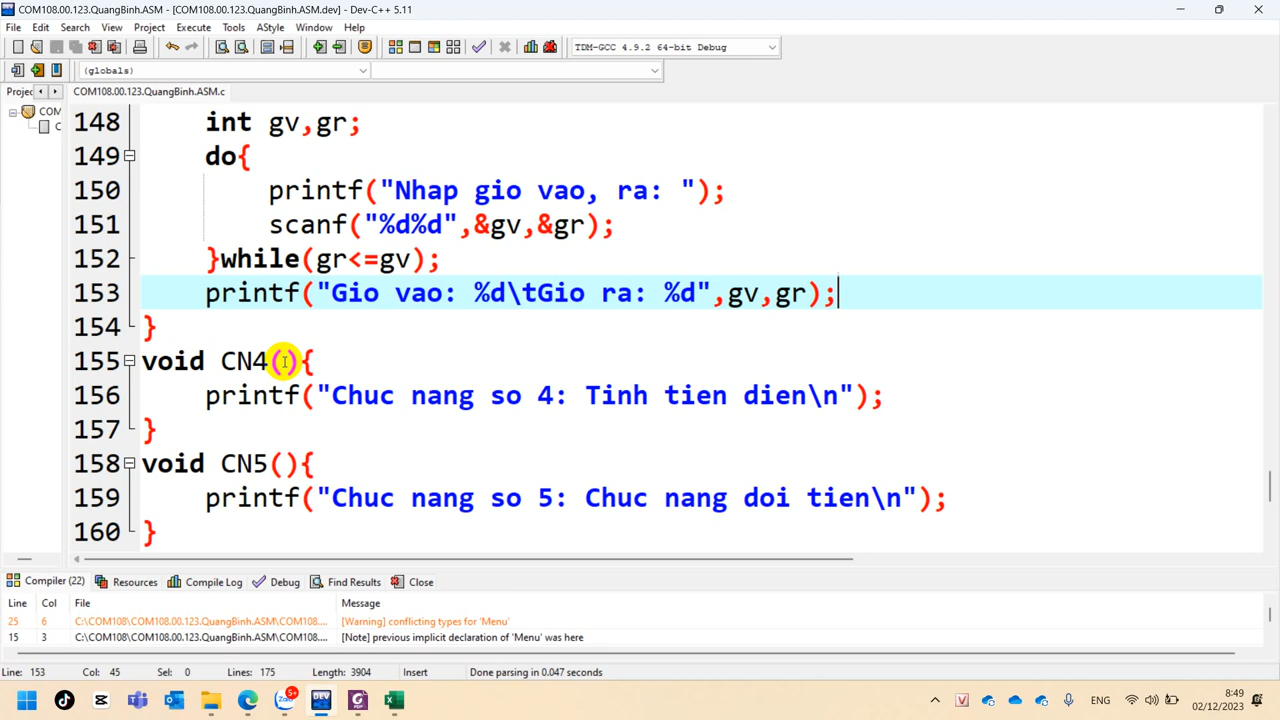 COM108.00.123.QuangBinh.ASM - [COM108.00.123.QuangBinh.ASM.dev] - Dev-C++ 5.11
File Edit Search View Project Execute Tools AStyle Window Help
TDM-GCC 4.9.2 64-bit Debug
(globals)
Projec COM108.00.123.QuangBinh.ASM.c
COM
C
148 int gv,gr;
149 do{
150 printf("Nhap gio vao, ra: ");
151 scanf("%d%d",&gv,&gr);
152 }while(gr<=gv);
153 printf("Gio vao: %d\tGio ra: %d",gv,gr);
154 }
155 void CN4(){
156 printf("Chuc nang so 4: Tinh tien dien\n");
157 }
158 void CN5(){
159 printf("Chuc nang so 5: Chuc nang doi tien\n");
160 }
Compiler (22) Resources Compile Log Debug Find Results Close
Line Col File Message
25 6 C:\COM108\COM108.00.123.QuangBinh.ASM\COM108.... [Warning] conflicting types for 'Menu'
15 3 C:\COM108\COM108.00.123.QuangBinh.ASM\COM108.... [Note] previous implicit declaration of 'Menu' was here
Line: 153 Col: 45 Sel: 0 Lines: 175 Length: 3904 Insert Done parsing in 0.047 seconds
5+ DEV V ENG 8:49
02/12/2023